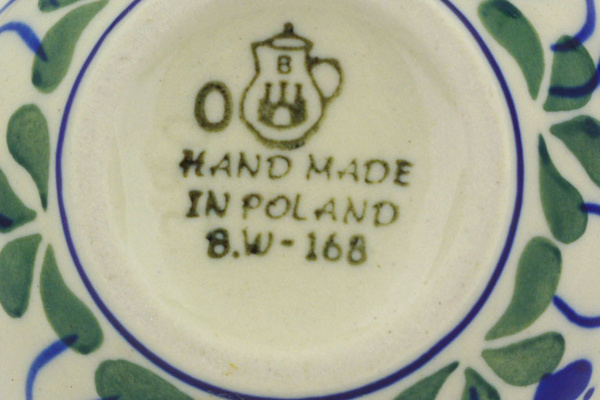 B
O
HAND MADE
IN POLAND
B.W-168